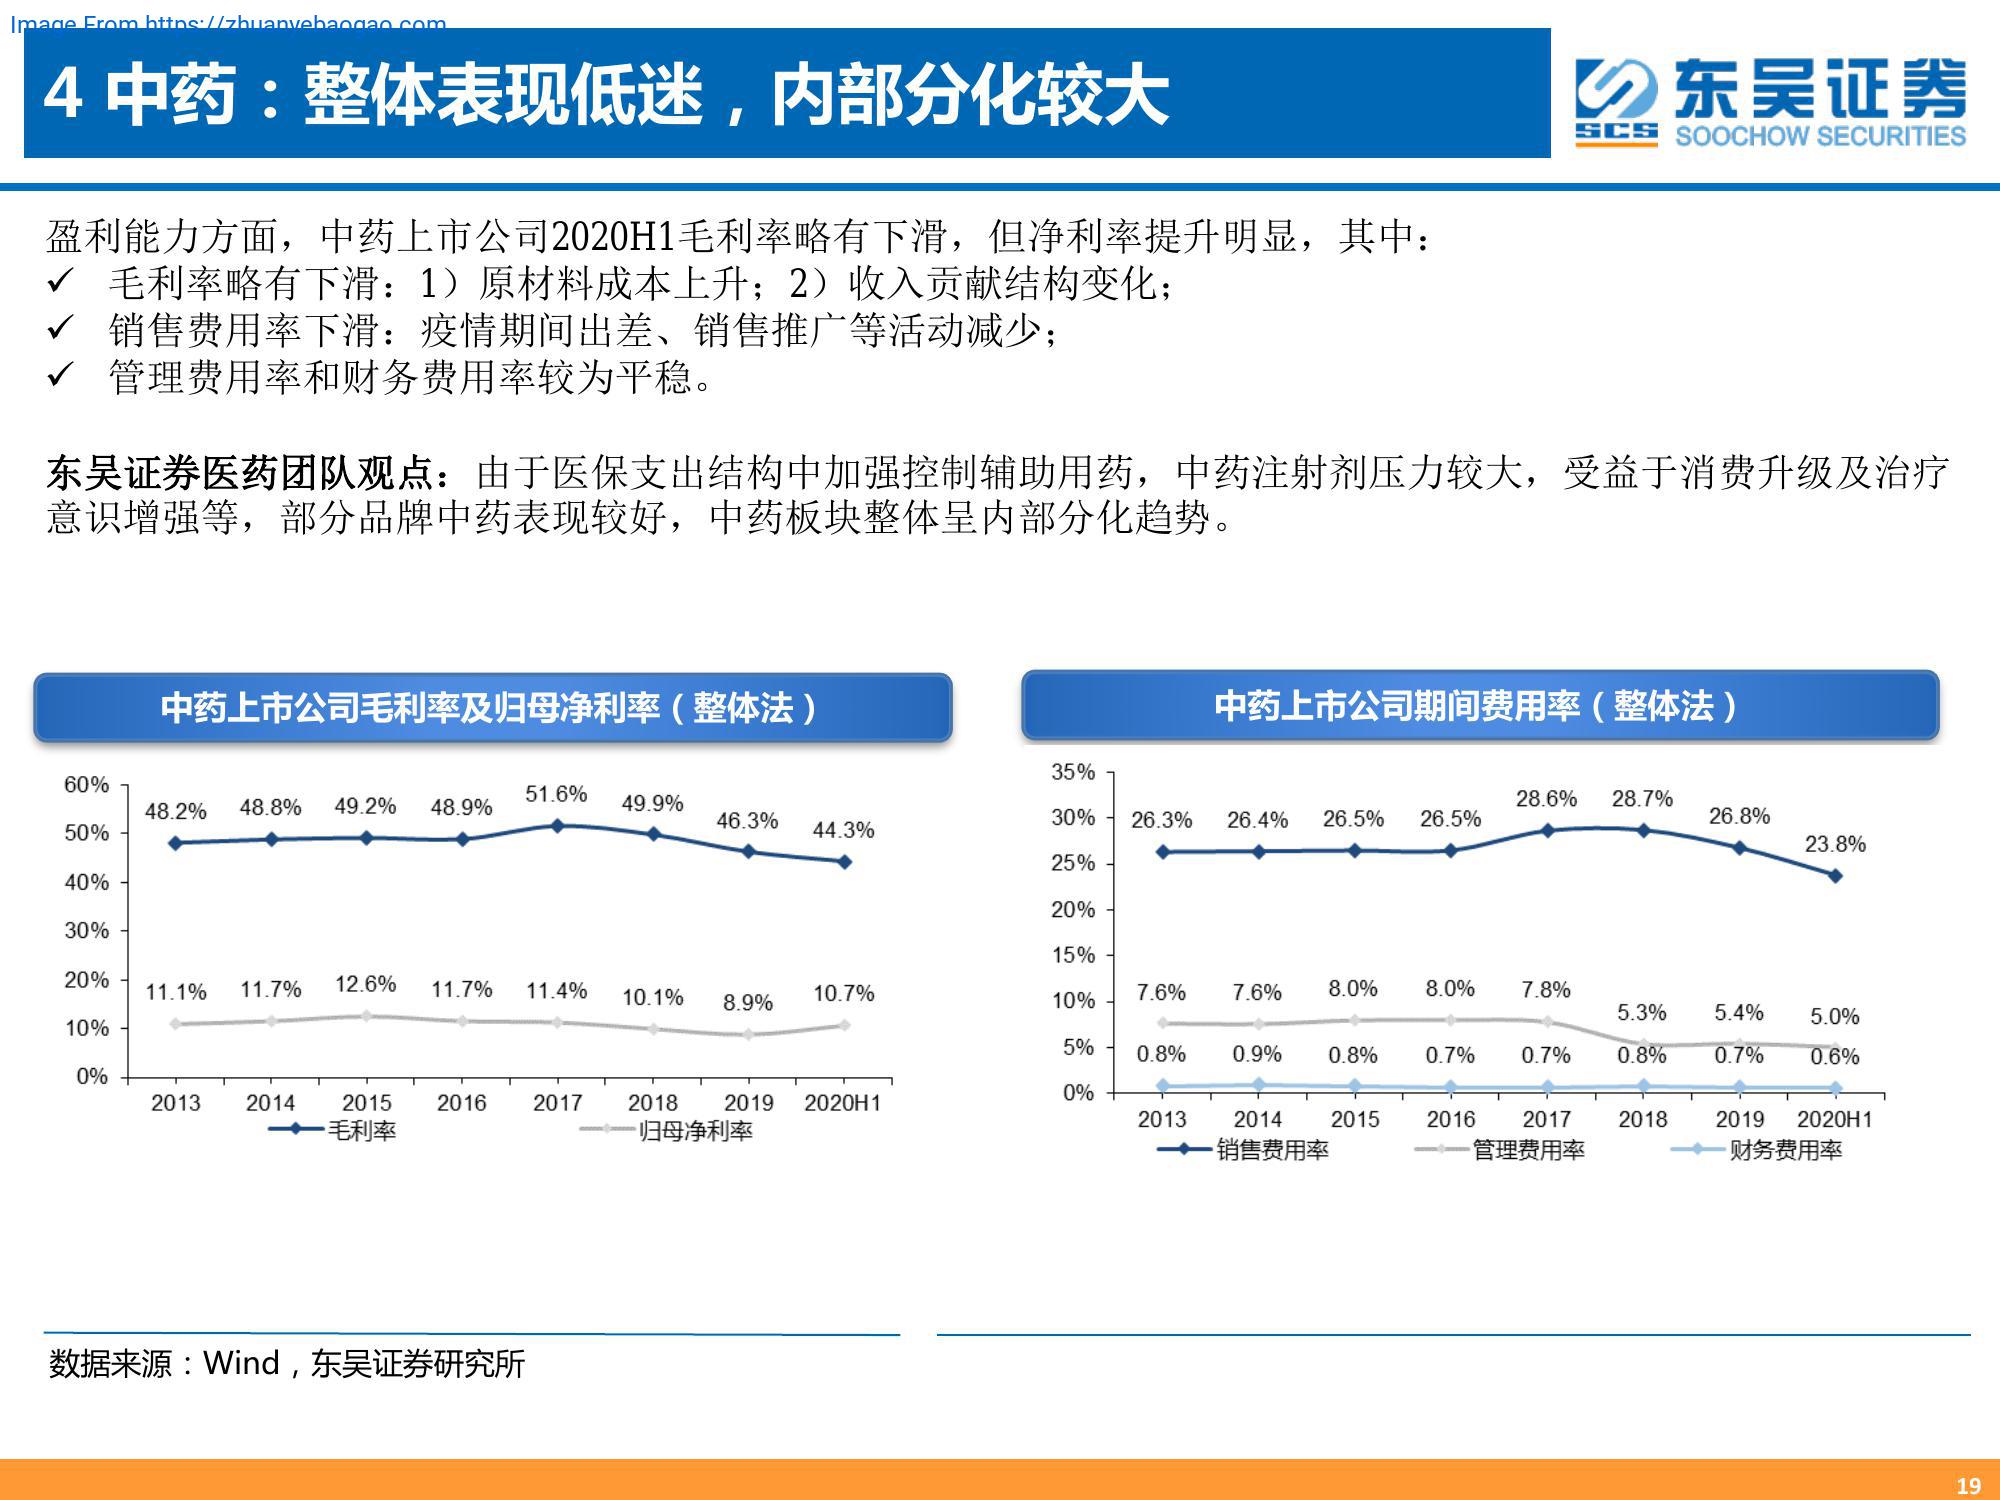 Image From https://zhuanyebaogao.com
4 中药：整体表现低迷，内部分化较大
东吴证券
SCS
SOOCHOW SECURITIES
盈利能力方面，中药上市公司2020H1毛利率略有下滑，但净利率提升明显，其中：
✓ 毛利率略有下滑：1）原材料成本上升；2）收入贡献结构变化；
✓ 销售费用率下滑：疫情期间出差、销售推广等活动减少；
✓ 管理费用率和财务费用率较为平稳。
东吴证券医药团队观点：由于医保支出结构中加强控制辅助用药，中药注射剂压力较大，受益于消费升级及治疗
意识增强等，部分品牌中药表现较好，中药板块整体呈内部分化趋势。
中药上市公司毛利率及归母净利率（整体法）
60%
50%
40%
30%
20%
10%
0%
48.2% 48.8% 49.2% 48.9% 51.6% 49.9% 46.3% 44.3%
11.1% 11.7% 12.6% 11.7% 11.4% 10.1% 8.9% 10.7%
2013 2014 2015 2016 2017 2018 2019 2020H1
毛利率 归母净利率
中药上市公司期间费用率（整体法）
35%
30%
25%
20%
15%
10%
5%
0%
26.3% 26.4% 26.5% 26.5% 28.6% 28.7% 26.8% 23.8%
7.6% 7.6% 8.0% 8.0% 7.8% 5.3% 5.4% 5.0%
0.8% 0.9% 0.8% 0.7% 0.7% 0.8% 0.7% 0.6%
2013 2014 2015 2016 2017 2018 2019 2020H1
销售费用率 管理费用率 财务费用率
数据来源：Wind，东吴证券研究所
19